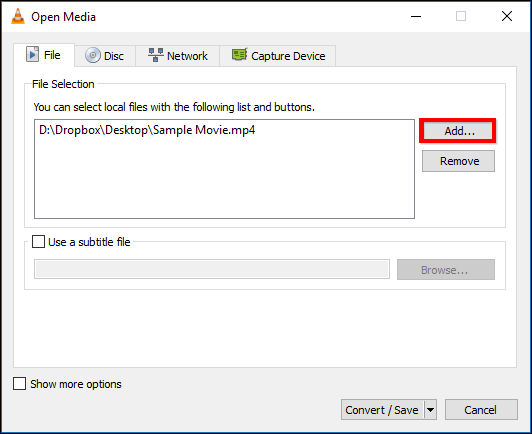 Open Media
File Disc Network Capture Device
File Selection
You can select local files with the following list and buttons.
D:\Dropbox\Desktop\Sample Movie.mp4
Add...
Remove
Use a subtitle file
Browse...
Show more options
Convert / Save Cancel